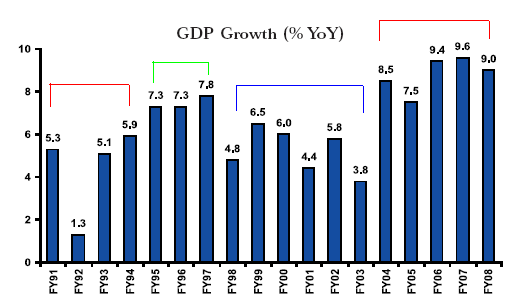 GDP Growth (% YoY)
10
8
6
4
2
0
5.3
1.3
5.1
5.9
7.3
7.3
7.8
4.8
6.5
6.0
4.4
5.8
3.8
8.5
7.5
9.4
9.6
9.0
FY91
FY92
FY93
FY94
FY95
FY96
FY97
FY98
FY99
FY00
FY01
FY02
FY03
FY04
FY05
FY06
FY07
FY08